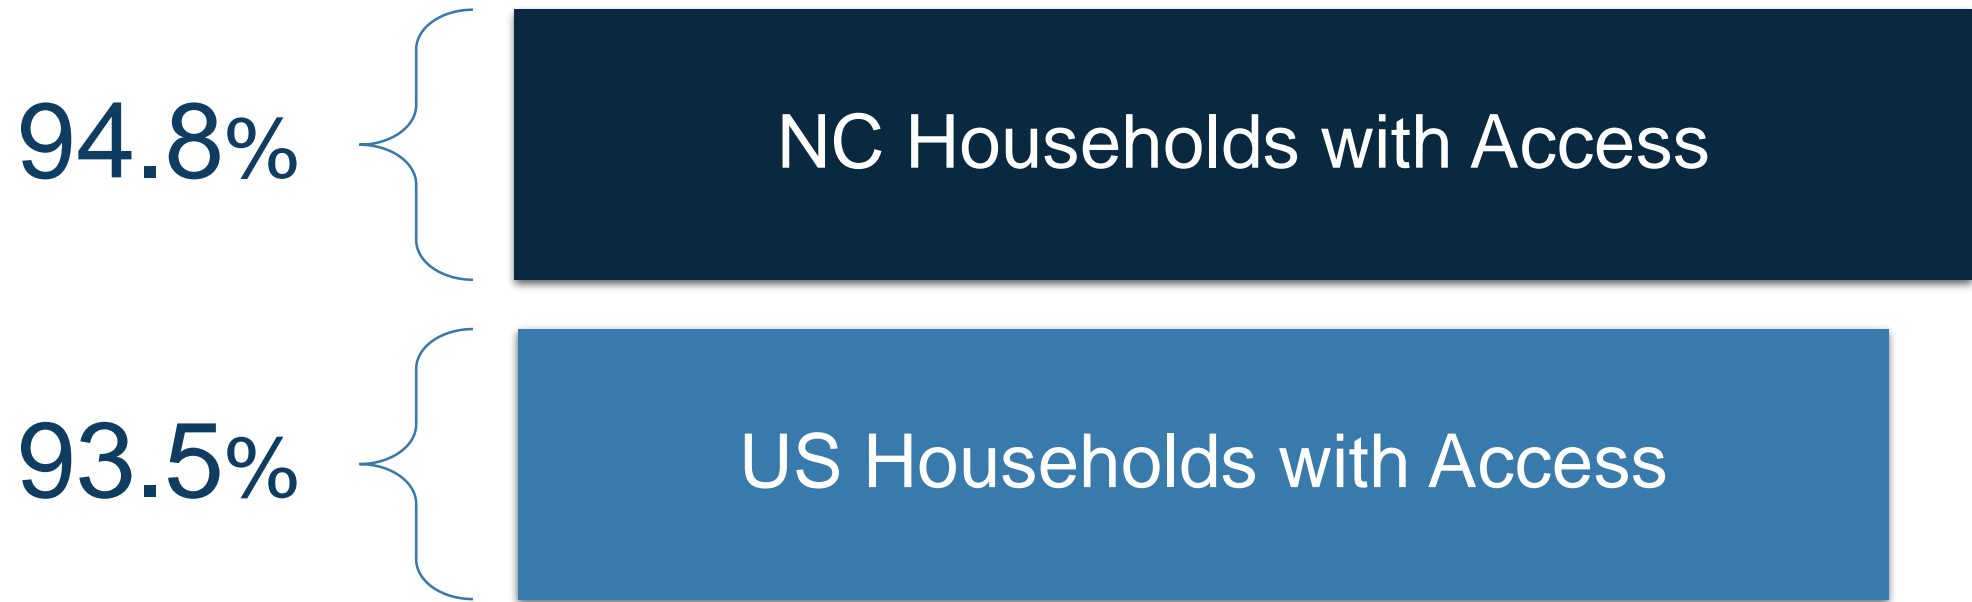 94.8%
NC Households with Access
93.5%
US Households with Access